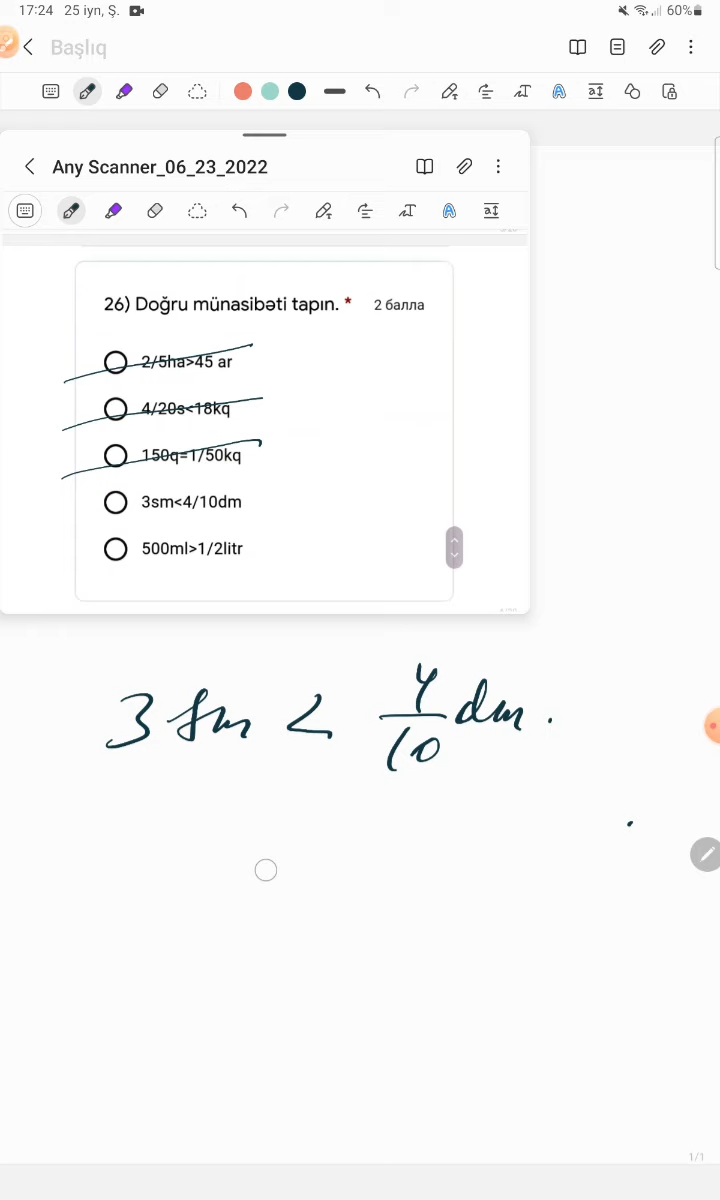 17:24 25 iyn, Ş. 60%
Başlıq
Any Scanner_06_23_2022
26) Doğru münasibəti tapın. * 2 балла
2/5ha>45 ar
4/20s<18kq
150q=1/50kq
3sm<4/10dm
500ml>1/2litr
3 sm < 4/10 dm.
1/1